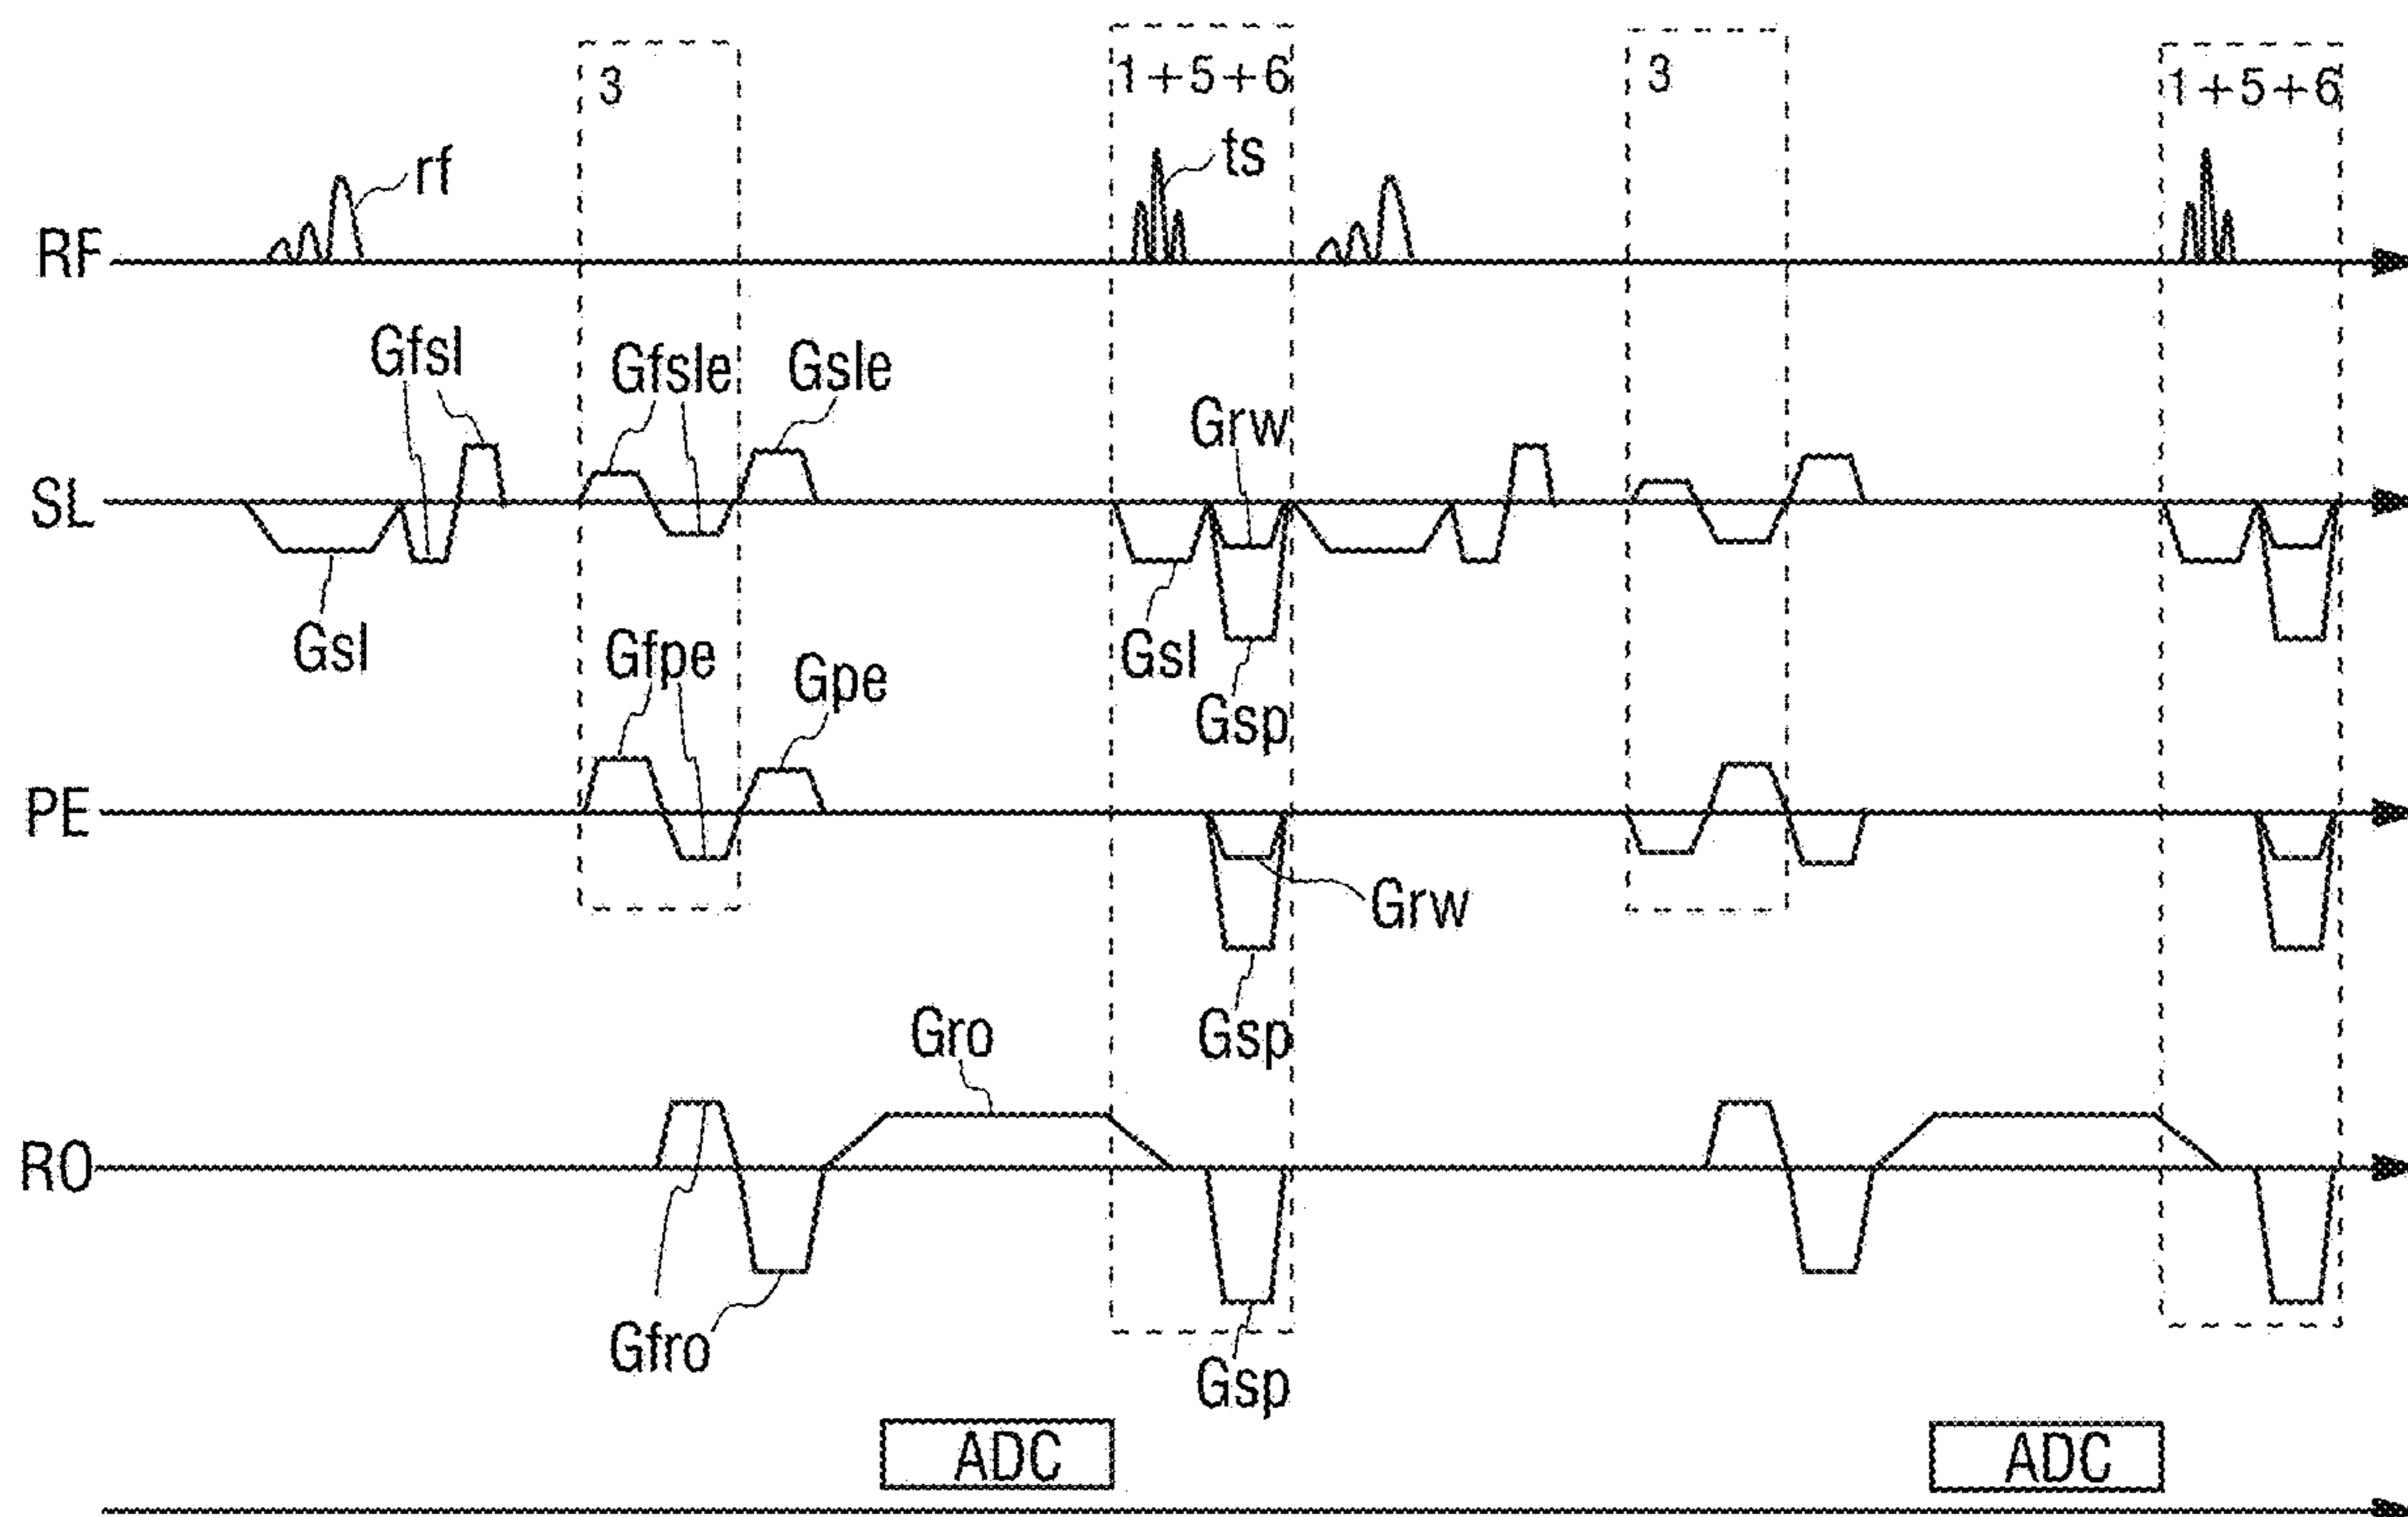 3
1+5+6
3
1+5+6
rf
ts
RF
Gfsl
Gfsle
Gsle
Grw
SL
Gsl
Gsl
Gsp
Gfpe
Gpe
PE
Grw
Gsp
Gro
RO
Gfro
Gsp
ADC
ADC